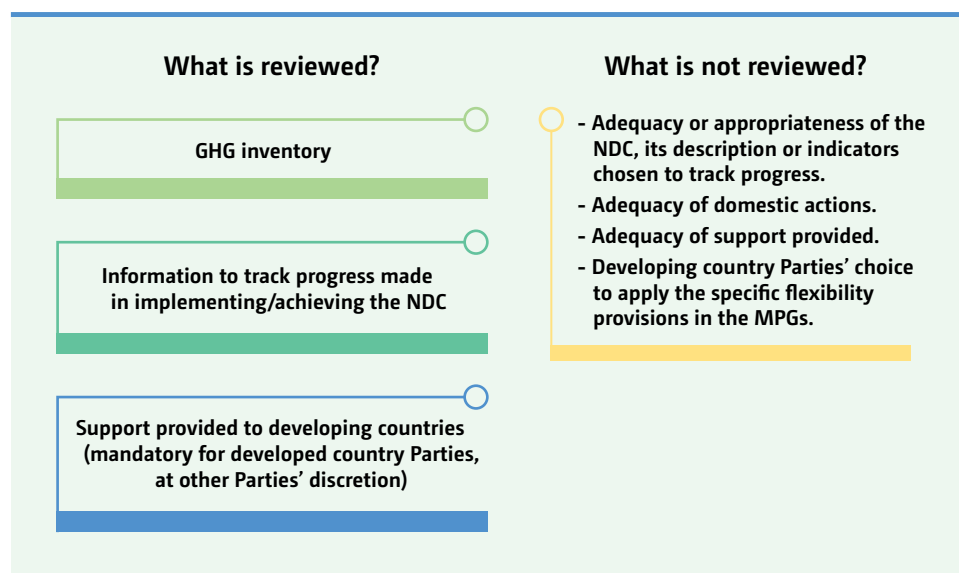 What is reviewed?
GHG inventory
Information to track progress made
in implementing/achieving the NDC
Support provided to developing countries
(mandatory for developed country Parties,
at other Parties’ discretion)
What is not reviewed?
- Adequacy or appropriateness of the
NDC, its description or indicators
chosen to track progress.
- Adequacy of domestic actions.
- Adequacy of support provided.
- Developing country Parties’ choice
to apply the specific flexibility
provisions in the MPGs.